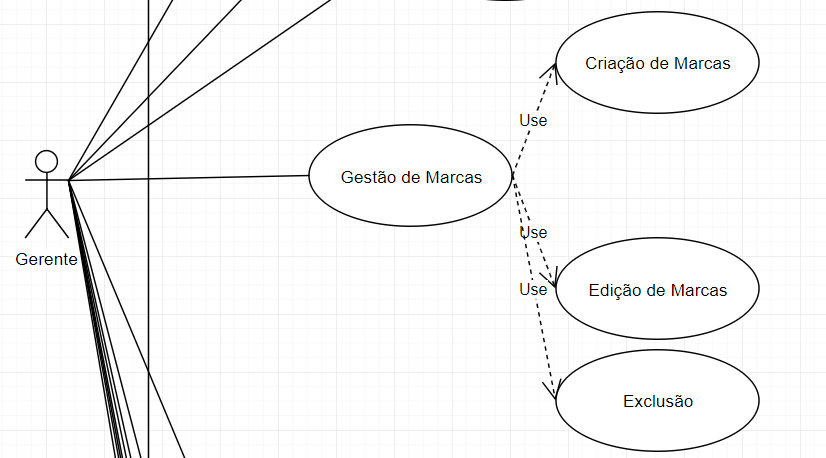 Criação de Marcas
Use
Gestão de Marcas
Use
Gerente
Use
Edição de Marcas
Exclusão